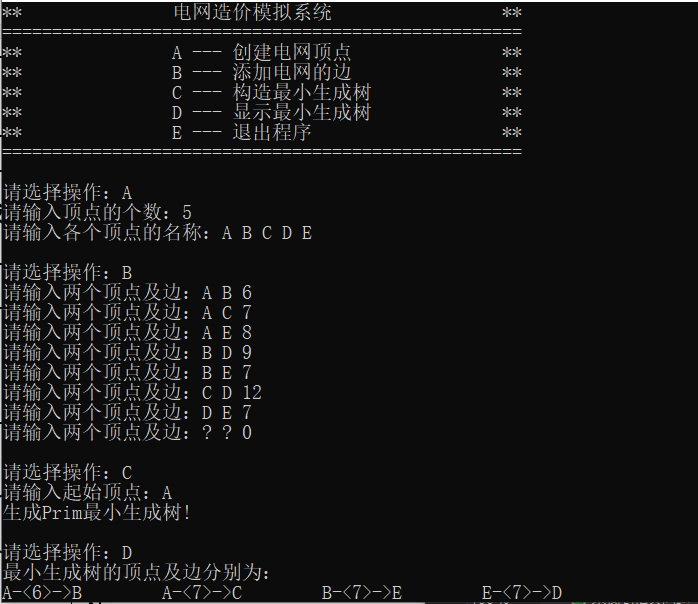 ** 电网造价模拟系统 **
====================================================
** A --- 创建电网顶点 **
** B --- 添加电网的边 **
** C --- 构造最小生成树 **
** D --- 显示最小生成树 **
** E --- 退出程序 **
====================================================
请选择操作：A
请输入顶点的个数：5
请输入各个顶点的名称：A B C D E
请选择操作：B
请输入两个顶点及边：A B 6
请输入两个顶点及边：A C 7
请输入两个顶点及边：A E 8
请输入两个顶点及边：B D 9
请输入两个顶点及边：B E 7
请输入两个顶点及边：C D 12
请输入两个顶点及边：D E 7
请输入两个顶点及边：? ? 0
请选择操作：C
请输入起始顶点：A
生成Prim最小生成树!
请选择操作：D
最小生成树的顶点及边分别为：
A-<6>->B A-<7>->C B-<7>->E E-<7>->D